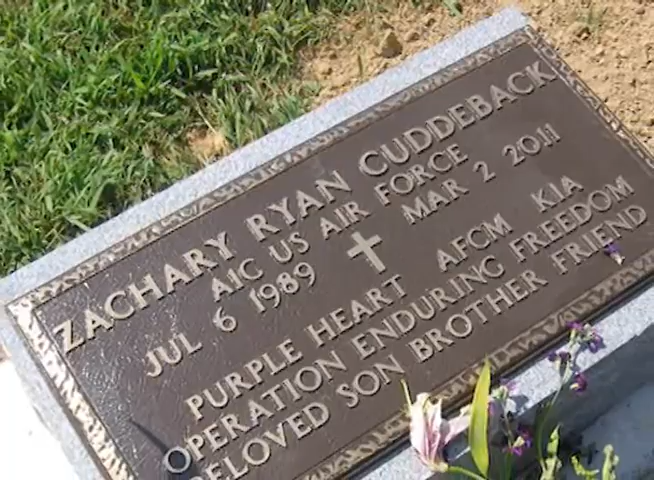 ZACHARY RYAN CUDDEBACK
A1C US AIR FORCE
JUL 6 1989 MAR 2 2011
PURPLE HEART AFCM KIA
OPERATION ENDURING FREEDOM
BELOVED SON BROTHER FRIEND